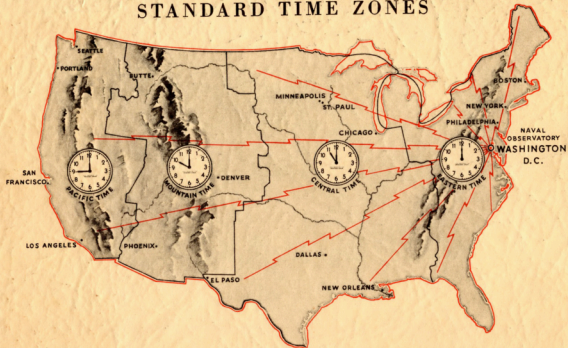 STANDARD TIME ZONES
SEATTLE
PORTLAND
BUTTE
MINNEAPOLIS
ST. PAUL
CHICAGO
BOSTON
NEW YORK
PHILADELPHIA
NAVAL
OBSERVATORY
WASHINGTON
D.C.
SAN
FRANCISCO
PACIFIC TIME
MOUNTAIN TIME
DENVER
CENTRAL TIME
EASTERN TIME
LOS ANGELES
PHOENIX
DALLAS
EL PASO
NEW ORLEANS